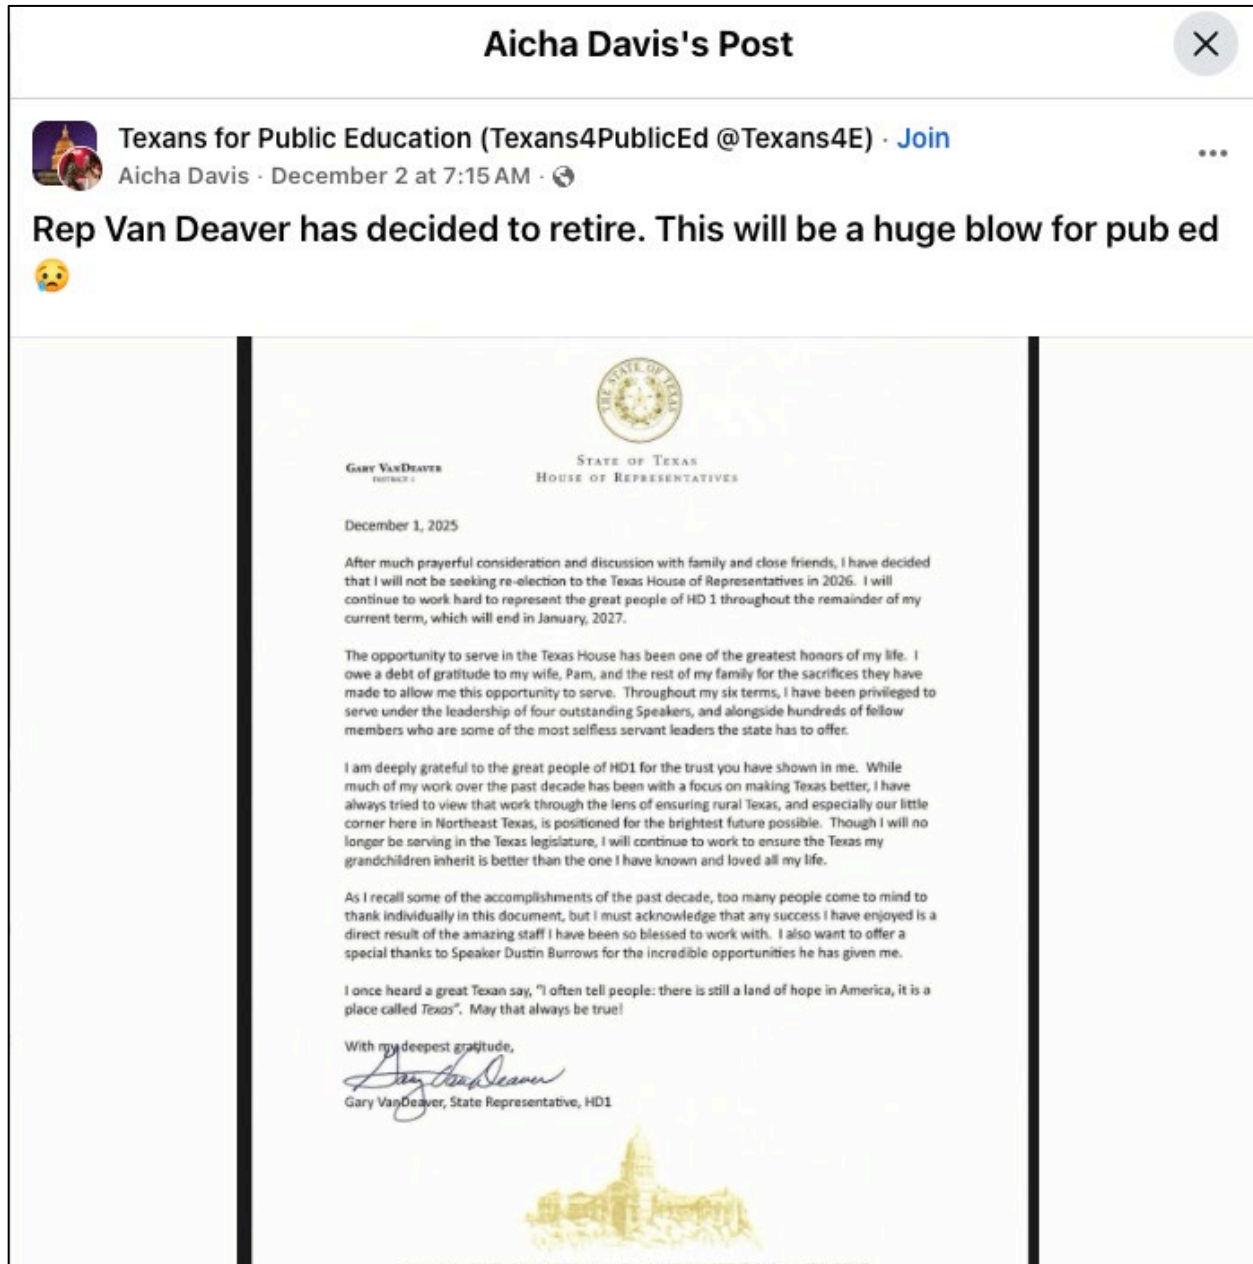 Aicha Davis's Post
Texans for Public Education (Texans4PublicEd @Texans4E) · Join
Aicha Davis · December 2 at 7:15 AM ·
Rep Van Deaver has decided to retire. This will be a huge blow for pub ed
😢
THE STATE OF TEXAS
STATE OF TEXAS
HOUSE OF REPRESENTATIVES
GARY VANDEAVER
DISTRICT 1
December 1, 2025
After much prayerful consideration and discussion with family and close friends, I have decided
that I will not be seeking re-election to the Texas House of Representatives in 2026.  I will
continue to work hard to represent the great people of HD 1 throughout the remainder of my
current term, which will end in January, 2027.
The opportunity to serve in the Texas House has been one of the greatest honors of my life.  I
owe a debt of gratitude to my wife, Pam, and the rest of my family for the sacrifices they have
made to allow me this opportunity to serve.  Throughout my six terms, I have been privileged to
serve under the leadership of four outstanding Speakers, and alongside hundreds of fellow
members who are some of the most selfless servant leaders the state has to offer.
I am deeply grateful to the great people of HD1 for the trust you have shown in me.  While
much of my work over the past decade has been with a focus on making Texas better, I have
always tried to view that work through the lens of ensuring rural Texas, and especially our little
corner here in Northeast Texas, is positioned for the brightest future possible.  Though I will no
longer be serving in the Texas legislature, I will continue to work to ensure the Texas my
grandchildren inherit is better than the one I have known and loved all my life.
As I recall some of the accomplishments of the past decade, too many people come to mind to
thank individually in this document, but I must acknowledge that any success I have enjoyed is a
direct result of the amazing staff I have been so blessed to work with.  I also want to offer a
special thanks to Speaker Dustin Burrows for the incredible opportunities he has given me.
I once heard a great Texan say, "I often tell people: there is still a land of hope in America, it is a
place called Texas".  May that always be true!
With my deepest gratitude,
Gary VanDeaver
Gary VanDeaver, State Representative, HD1